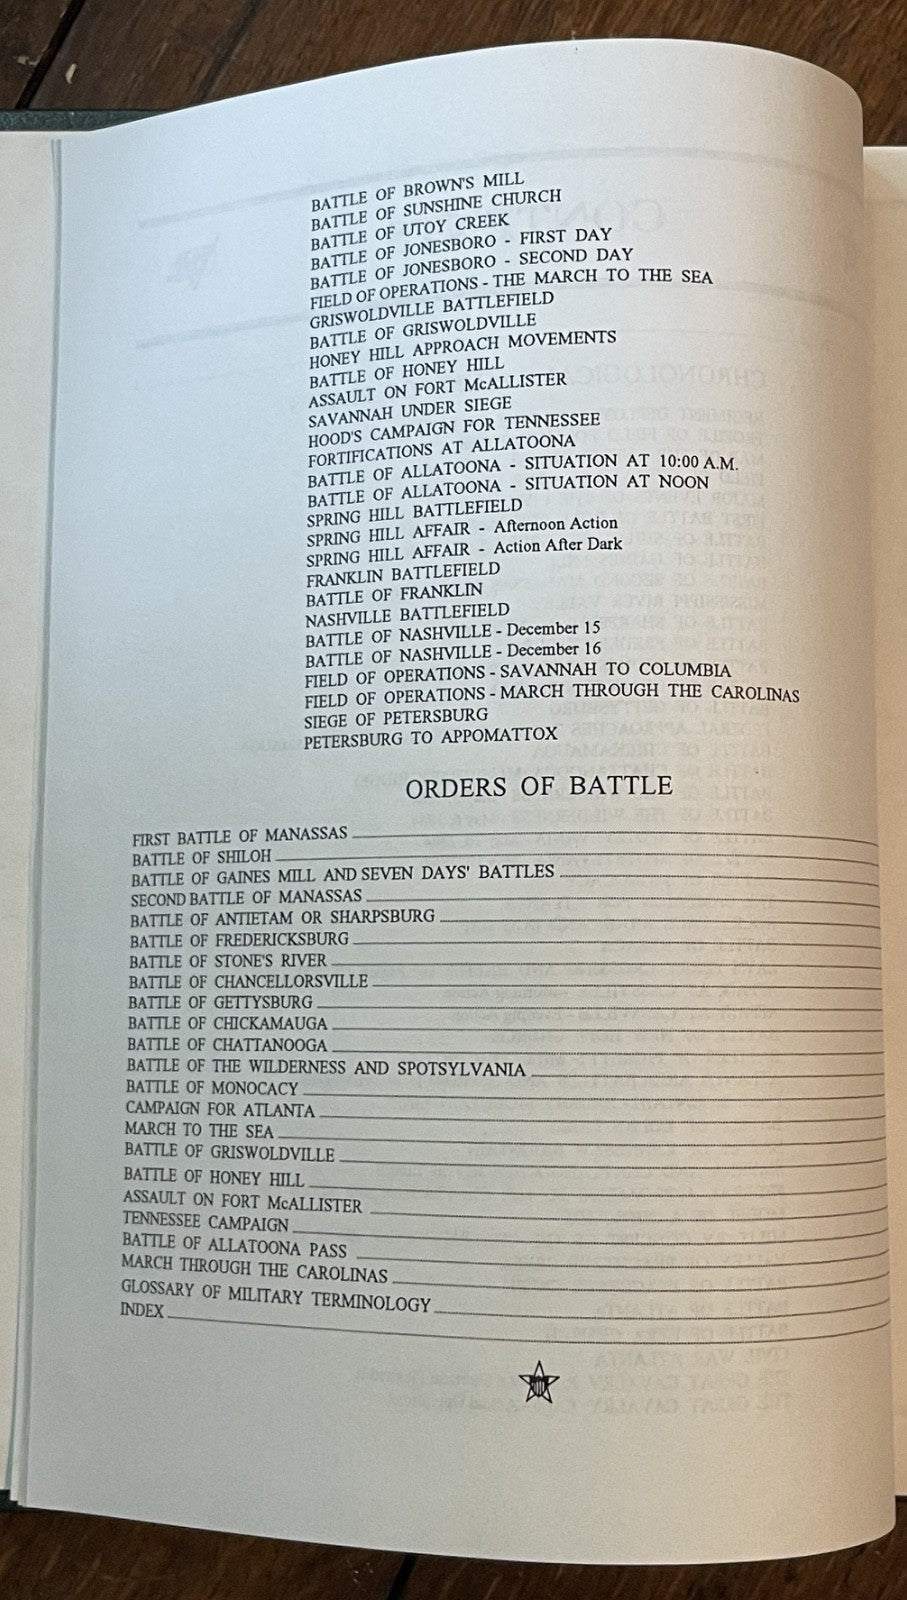 BATTLE OF BROWN'S MILL
BATTLE OF SUNSHINE CHURCH
BATTLE OF UTOY CREEK
BATTLE OF JONESBORO - FIRST DAY
BATTLE OF JONESBORO - SECOND DAY
FIELD OF OPERATIONS - THE MARCH TO THE SEA
GRISWOLDVILLE BATTLEFIELD
BATTLE OF GRISWOLDVILLE
HONEY HILL APPROACH MOVEMENTS
BATTLE OF HONEY HILL
ASSAULT ON FORT McALLISTER
SAVANNAH UNDER SIEGE
HOOD'S CAMPAIGN FOR TENNESSEE
FORTIFICATIONS AT ALLATOONA
BATTLE OF ALLATOONA - SITUATION AT 10:00 A.M.
BATTLE OF ALLATOONA - SITUATION AT NOON
SPRING HILL BATTLEFIELD
SPRING HILL AFFAIR - Afternoon Action
SPRING HILL AFFAIR - Action After Dark
FRANKLIN BATTLEFIELD
BATTLE OF FRANKLIN
NASHVILLE BATTLEFIELD
BATTLE OF NASHVILLE - December 15
BATTLE OF NASHVILLE - December 16
FIELD OF OPERATIONS - SAVANNAH TO COLUMBIA
FIELD OF OPERATIONS - MARCH THROUGH THE CAROLINAS
SIEGE OF PETERSBURG
PETERSBURG TO APPOMATTOX
ORDERS OF BATTLE
FIRST BATTLE OF MANASSAS
BATTLE OF SHILOH
BATTLE OF GAINES MILL AND SEVEN DAYS' BATTLES
SECOND BATTLE OF MANASSAS
BATTLE OF ANTIETAM OR SHARPSBURG
BATTLE OF FREDERICKSBURG
BATTLE OF STONE'S RIVER
BATTLE OF CHANCELLORSVILLE
BATTLE OF GETTYSBURG
BATTLE OF CHICKAMAUGA
BATTLE OF CHATTANOOGA
BATTLE OF THE WILDERNESS AND SPOTSYLVANIA
BATTLE OF MONOCACY
CAMPAIGN FOR ATLANTA
MARCH TO THE SEA
BATTLE OF GRISWOLDVILLE
BATTLE OF HONEY HILL
ASSAULT ON FORT McALLISTER
TENNESSEE CAMPAIGN
BATTLE OF ALLATOONA PASS
MARCH THROUGH THE CAROLINAS
GLOSSARY OF MILITARY TERMINOLOGY
INDEX